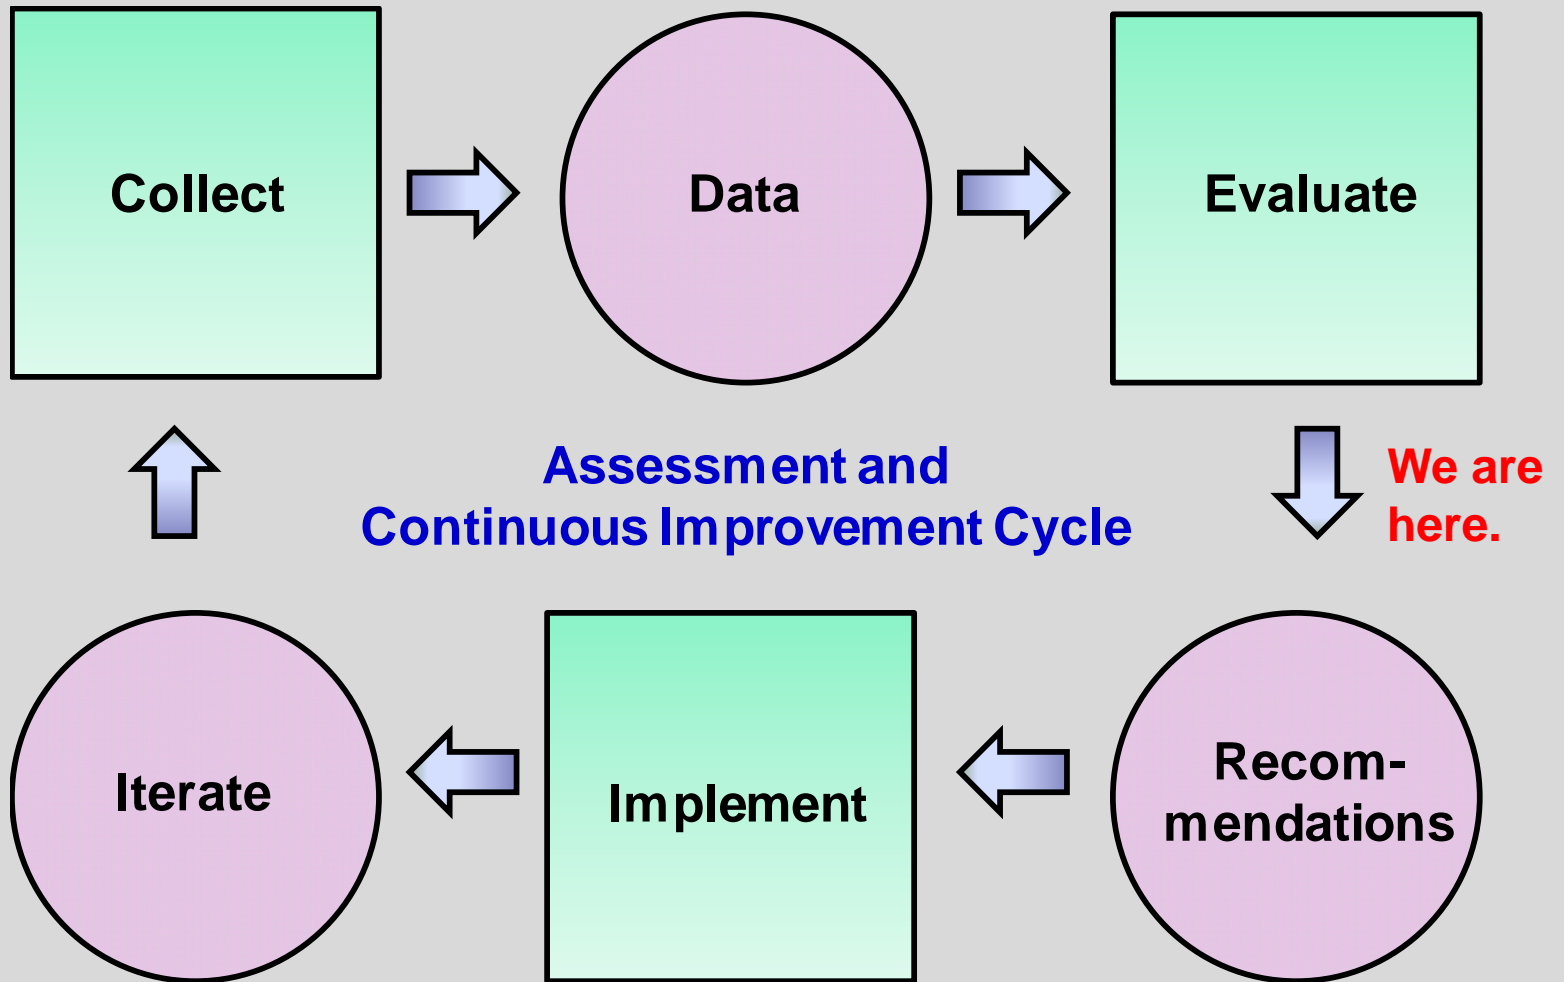 Collect
Data
Evaluate
Assessment and
Continuous Improvement Cycle
We are
here.
Iterate
Implement
Recom-
mendations